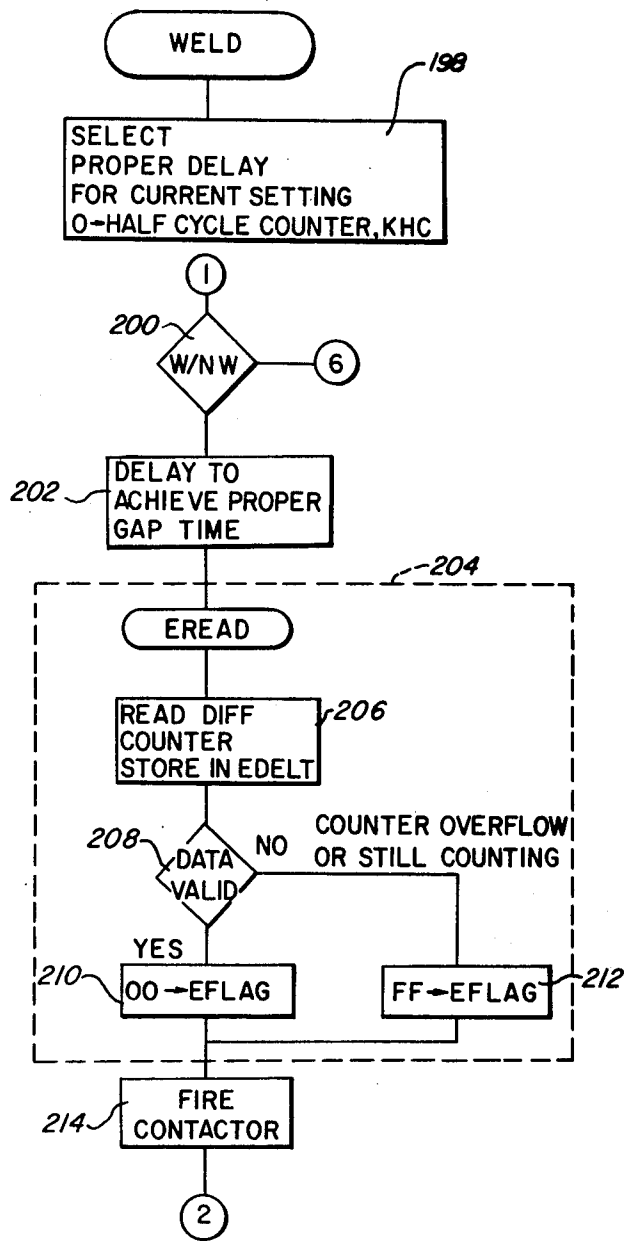 WELD
198
SELECT
PROPER DELAY
FOR CURRENT SETTING
O→HALF CYCLE COUNTER, KHC
1
200
W/NW
6
202
DELAY TO
ACHIEVE PROPER
GAP TIME
204
EREAD
READ DIFF
COUNTER
STORE IN EDELT
206
208
DATA
VALID
NO
COUNTER OVERFLOW
OR STILL COUNTING
YES
210
OO→EFLAG
FF→EFLAG
212
214
FIRE
CONTACTOR
2